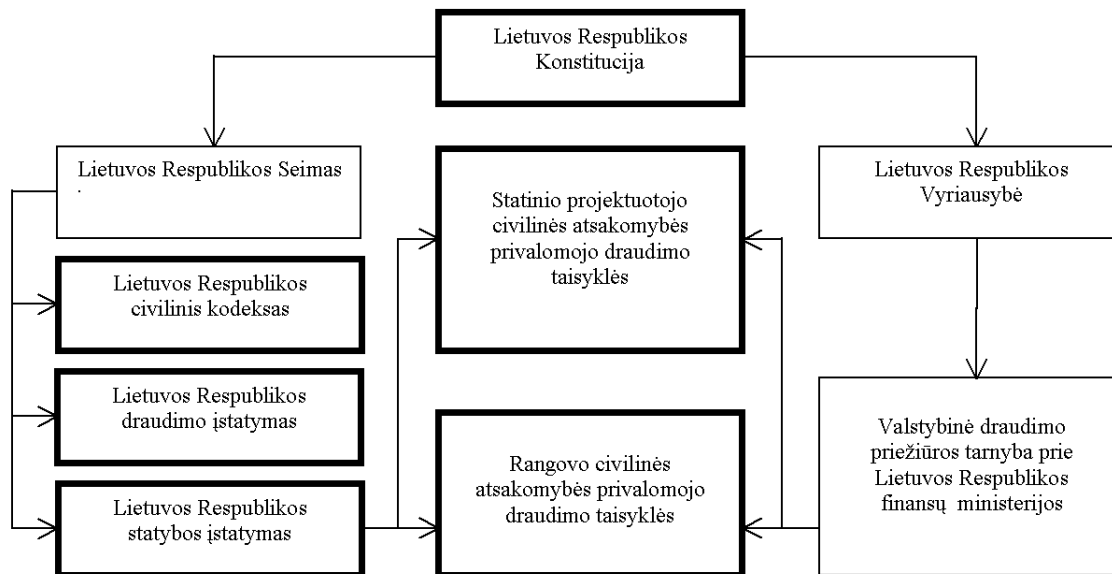 Lietuvos Respublikos
Konstitucija
Lietuvos Respublikos Seimas
.
Lietuvos Respublikos
Vyriausybė
Statinio projektuotojo
civilinės atsakomybės
privalomojo draudimo
taisyklės
Lietuvos Respublikos
civilinis kodeksas
Lietuvos Respublikos
draudimo įstatymas
Lietuvos Respublikos
statybos įstatymas
Rangovo civilinės
atsakomybės privalomojo
draudimo taisyklės
Valstybinė draudimo
priežiūros tarnyba prie
Lietuvos Respublikos
finansų ministerijos